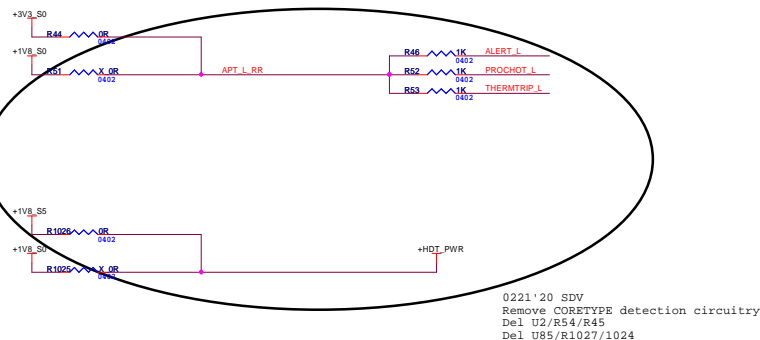 +3V3_S0
R44 0R
0402
+1V8_S0
R51 X_0R
0402
APT_L_RR
R46 1K ALERT_L
0402
R52 1K PROCHOT_L
0402
R53 1K THERMTRIP_L
0402
+1V8_S5
R1026 0R
0402
+1V8_S0
R1025 X_0R
0402
+HDT_PWR
0221'20 SDV
Remove CORETYPE detection circuitry
Del U2/R54/R45
Del U85/R1027/1024